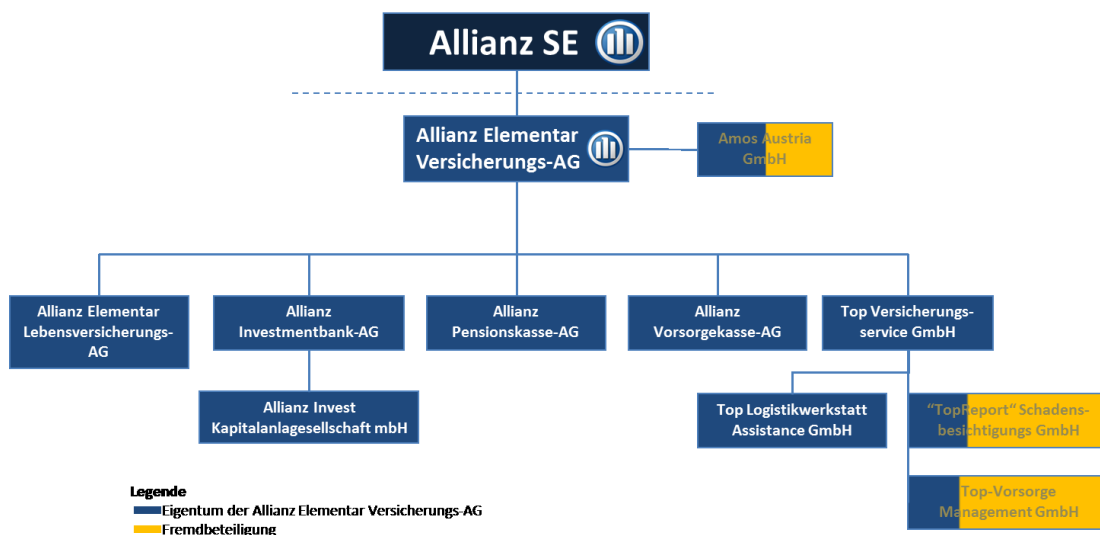 Allianz SE
Allianz Elementar
Versicherungs-AG
Amos Austria
GmbH
Allianz Elementar
Lebensversicherungs-
AG
Allianz
Investmentbank-AG
Allianz
Pensionskasse-AG
Allianz
Vorsorgekasse-AG
Top Versicherungs-
service GmbH
Allianz Invest
Kapitalanlagesellschaft mbH
Top Logistikwerkstatt
Assistance GmbH
“TopReport“ Schadens-
besichtigungs GmbH
Top-Vorsorge
Management GmbH
Legende
Eigentum der Allianz Elementar Versicherungs-AG
Fremdbeteiligung